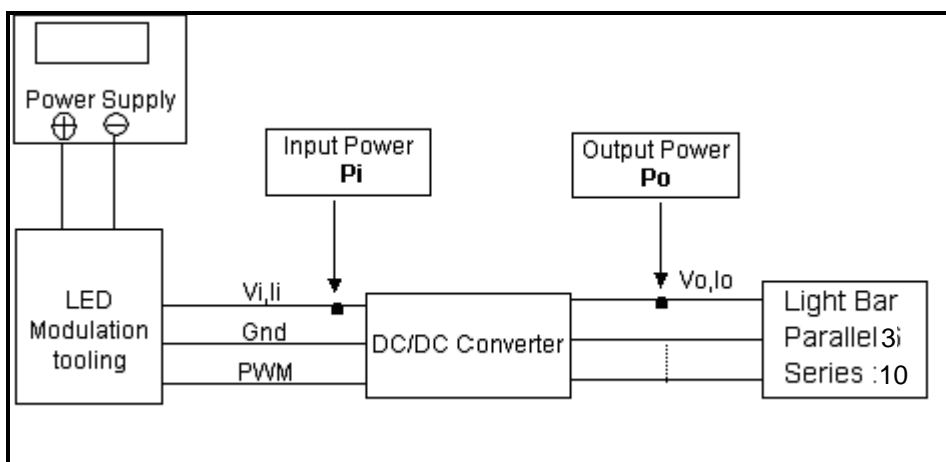 Power Supply
Input Power
Pi
Output Power
Po
LED
Modulation
tooling
Vi,Ii
Gnd
PWM
DC/DC Converter
Vo,Io
Light Bar
Parallel 3
Series :10